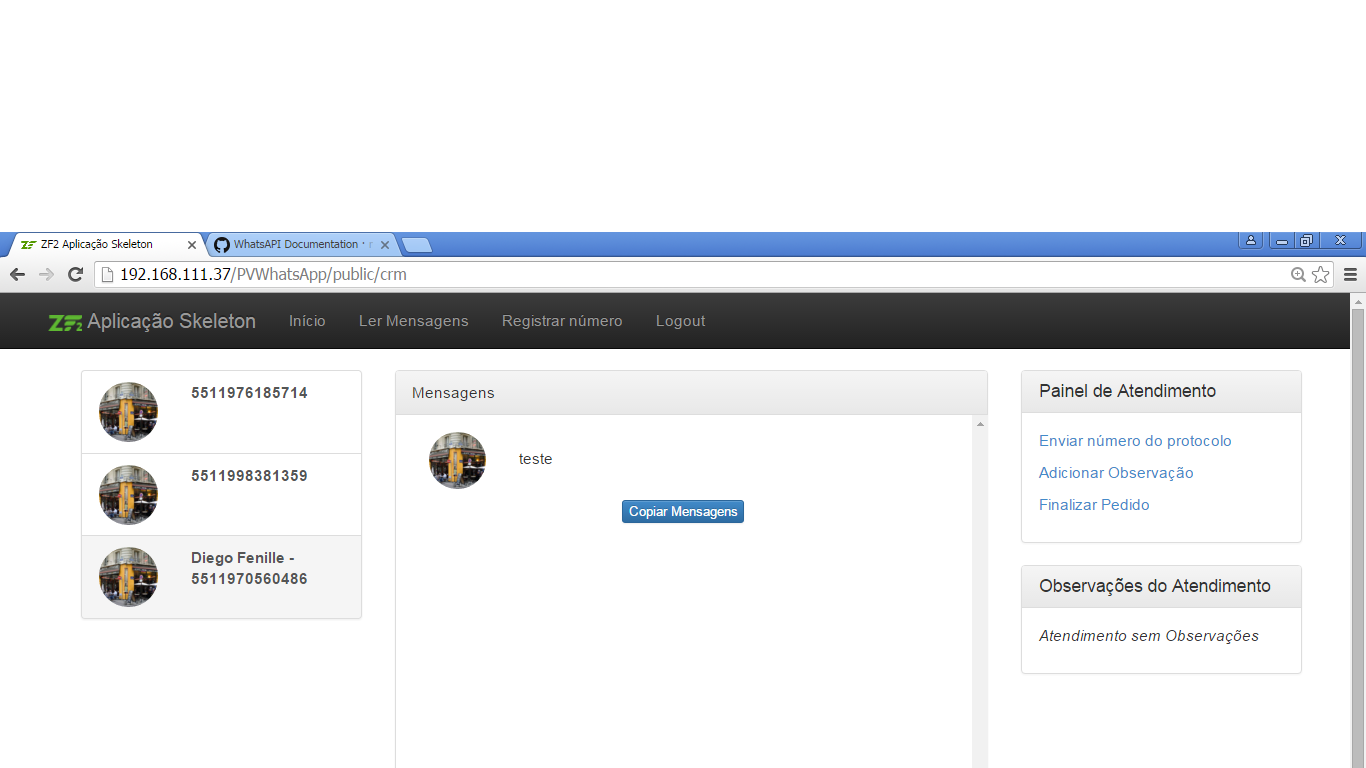 ZF2 Aplicação Skeleton
WhatsAPI Documentation ·
192.168.111.37/PVWhatsApp/public/crm
ZF2 Aplicação Skeleton Início Ler Mensagens Registrar número Logout
5511976185714
5511998381359
Diego Fenille -
5511970560486
Mensagens
teste
Copiar Mensagens
Painel de Atendimento
Enviar número do protocolo
Adicionar Observação
Finalizar Pedido
Observações do Atendimento
Atendimento sem Observações